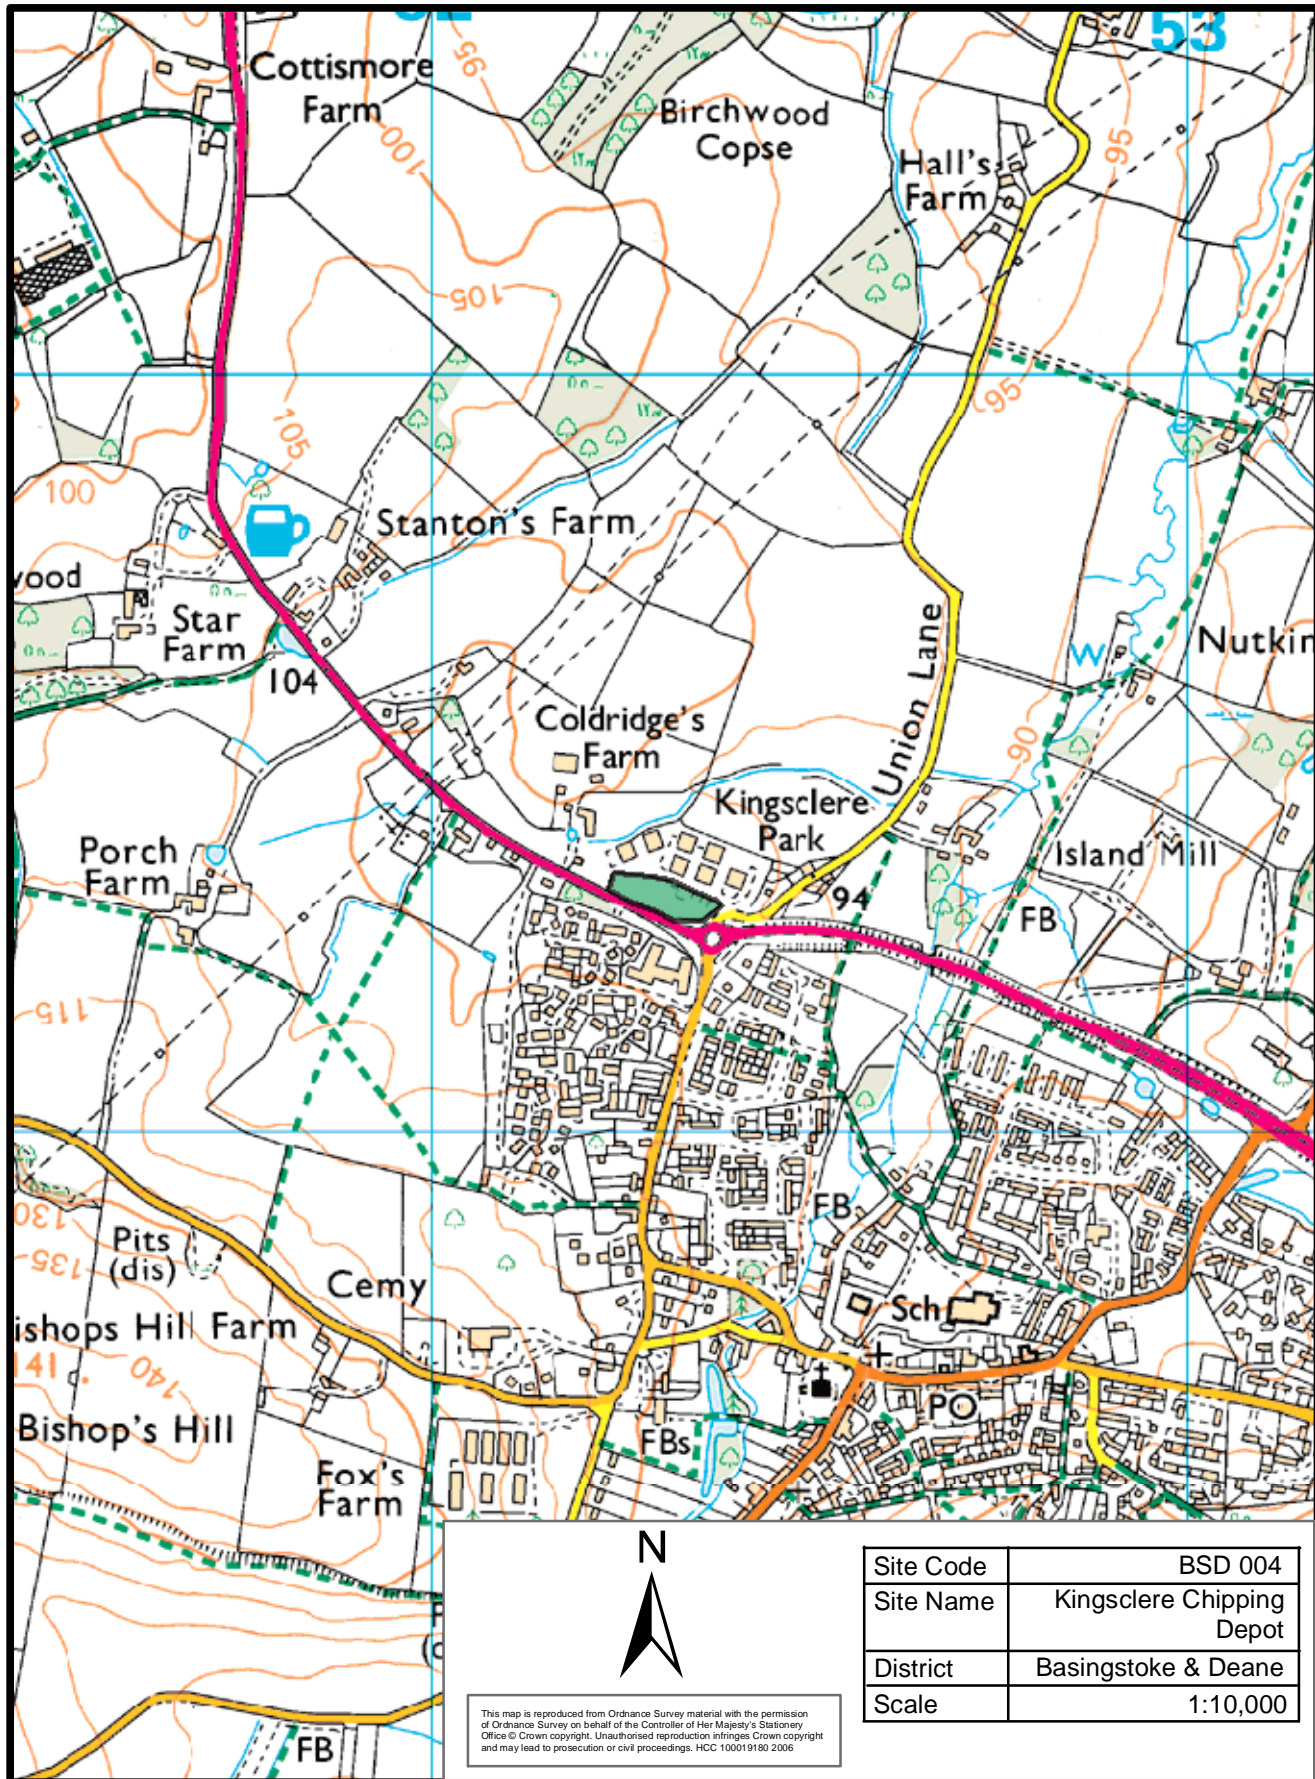 53
Cottismore
Farm
95
100
Birchwood
Copse
Hall's
Farm
95
105
105
95
100
Stanton's Farm
wood
Star
Farm
104
Union Lane
W
Nutkin
90
Coldridge's
Farm
Kingsclere
Park
Porch
Farm
Island Mill
94
FB
115
130
135
Pits
(dis)
FB
Cemy
Sch
ishops Hill Farm
141
140
Bishop's Hill
PO
FBs
Fox's
Farm
FB
N
This map is reproduced from Ordnance Survey material with the permission
of Ordnance Survey on behalf of the Controller of Her Majesty's Stationery
Office © Crown copyright. Unauthorised reproduction infringes Crown copyright
and may lead to prosecution or civil proceedings. HCC 100019180 2006
Site Code BSD 004
Site Name Kingsclere Chipping
Depot
District Basingstoke & Deane
Scale 1:10,000